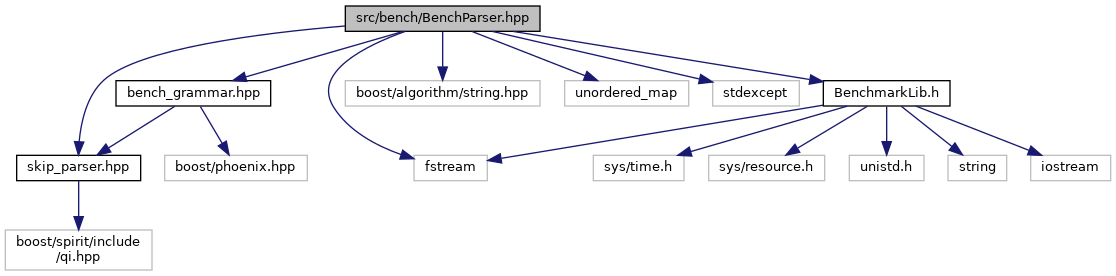 src/bench/BenchParser.hpp
bench_grammar.hpp
boost/algorithm/string.hpp
unordered_map
stdexcept
BenchmarkLib.h
skip_parser.hpp
boost/phoenix.hpp
fstream
sys/time.h
sys/resource.h
unistd.h
string
iostream
boost/spirit/include
/qi.hpp